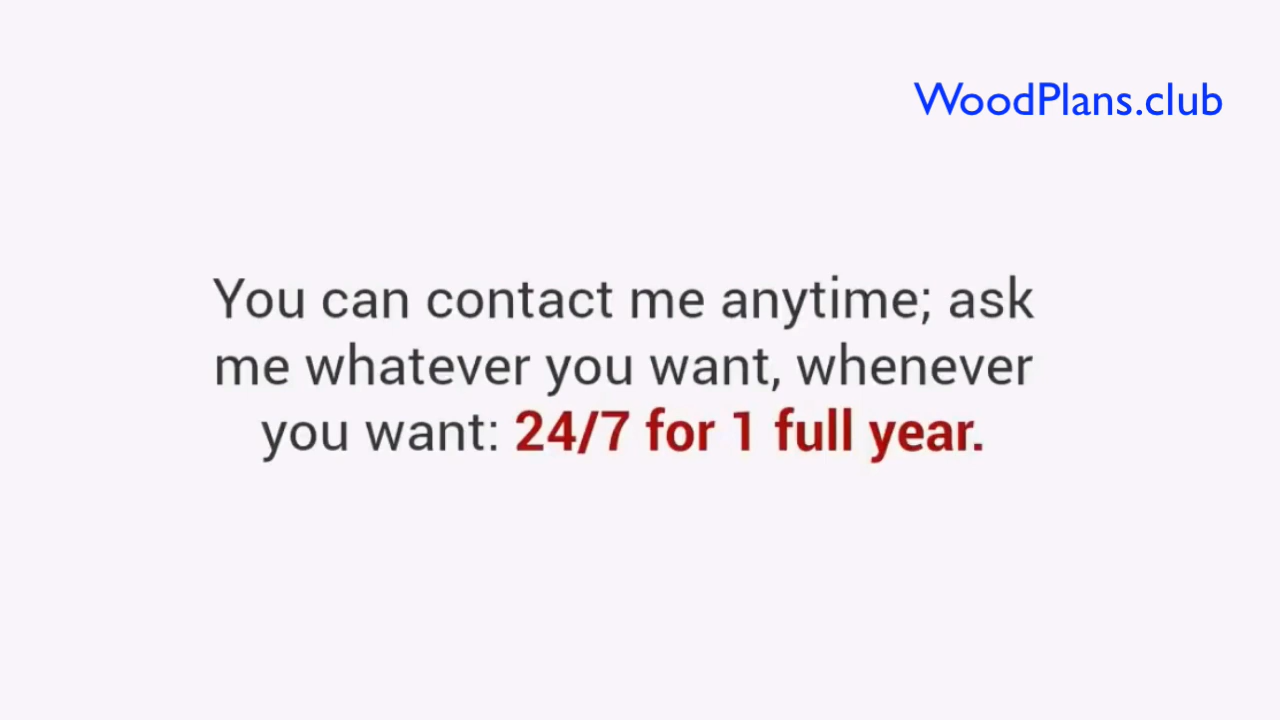 WoodPlans.club
You can contact me anytime; ask
me whatever you want, whenever
you want: 24/7 for 1 full year.